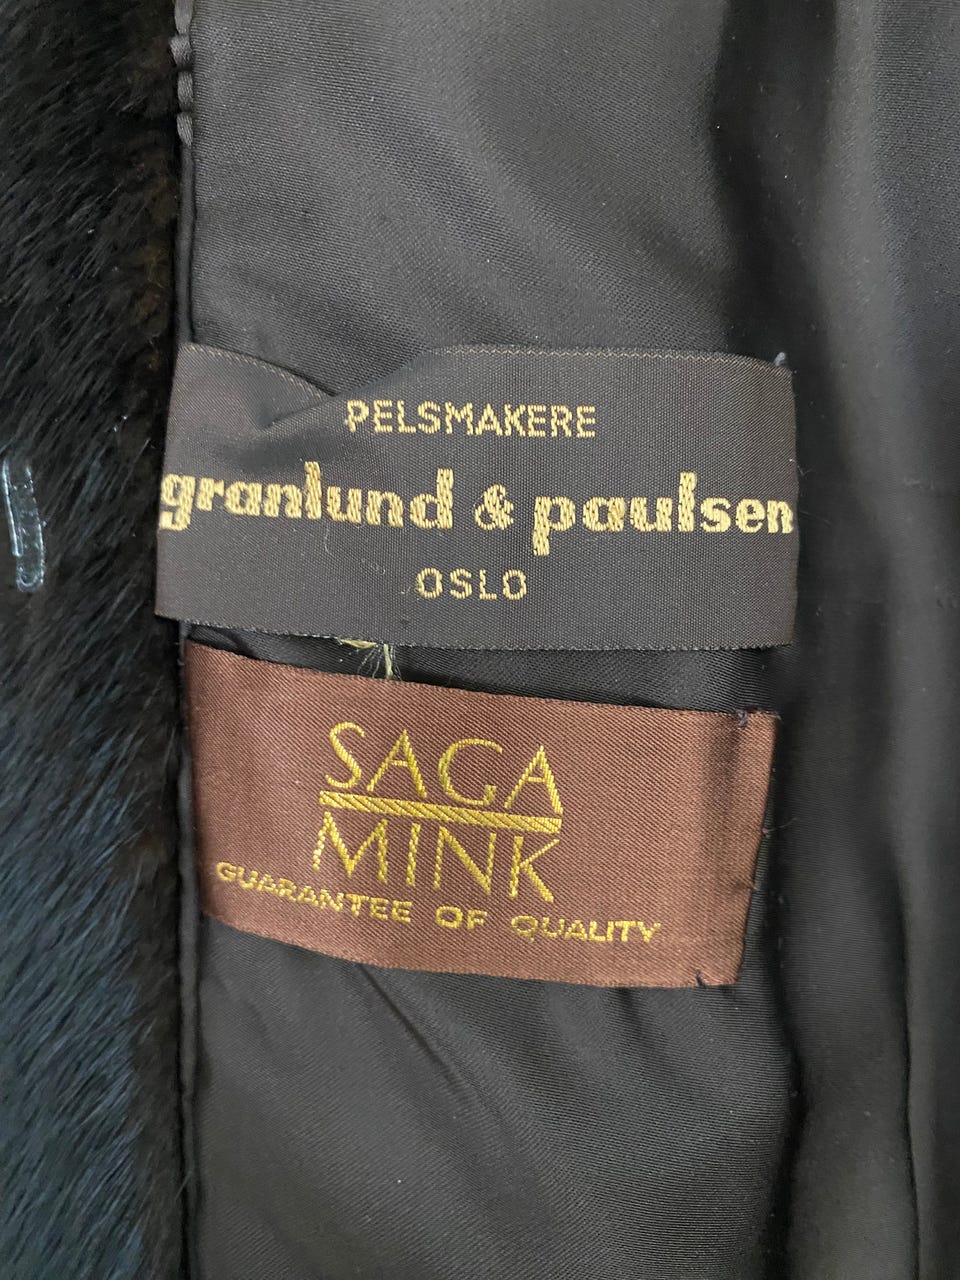 PELSMAKERE
granlund & paulsen
OSLO
SAGA
MINK
GUARANTEE OF QUALITY